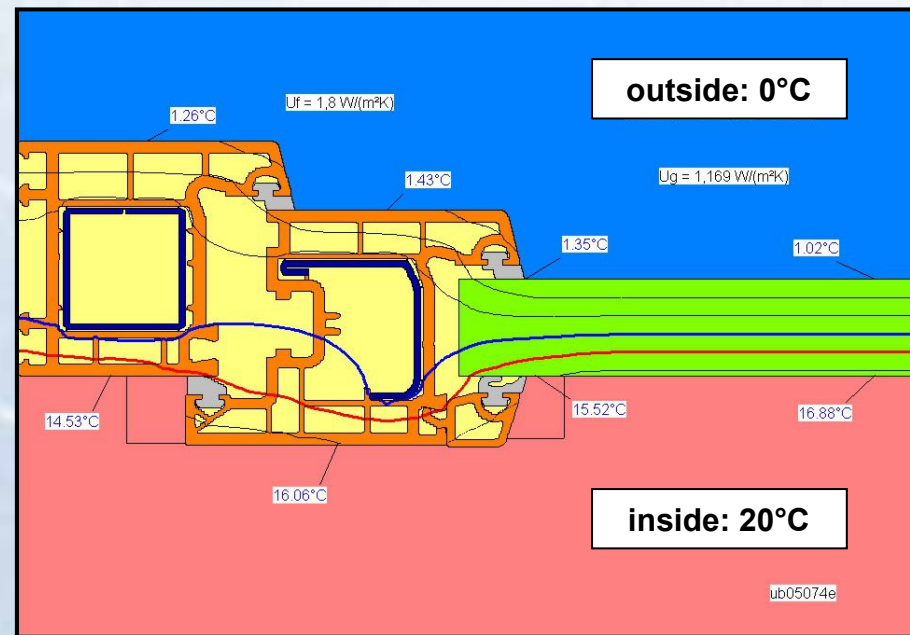 outside: 0°C
Uf = 1,8 W/(m²K)
1.26°C
Ug = 1,169 W/(m²K)
1.43°C
1.35°C
1.02°C
14.53°C
15.52°C
16.88°C
16.06°C
inside: 20°C
ub05074e